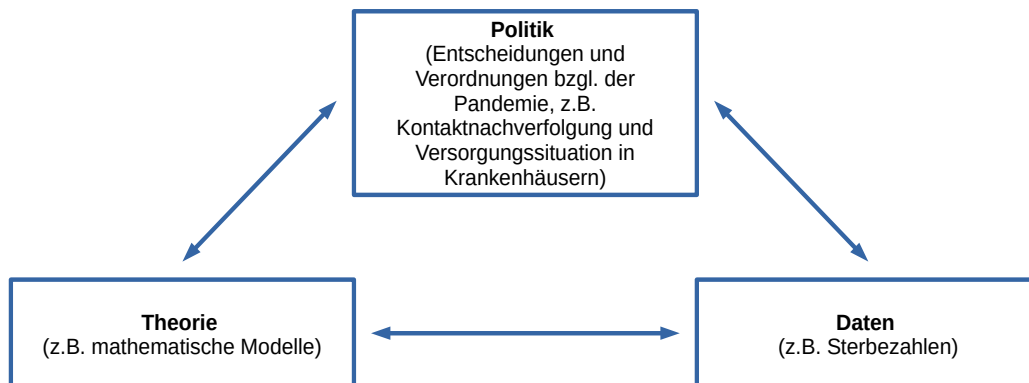 Politik
(Entscheidungen und
Verordnungen bzgl. der
Pandemie, z.B.
Kontaktnachverfolgung und
Versorgungssituation in
Krankenhäusern)
Theorie
(z.B. mathematische Modelle)
Daten
(z.B. Sterbezahlen)